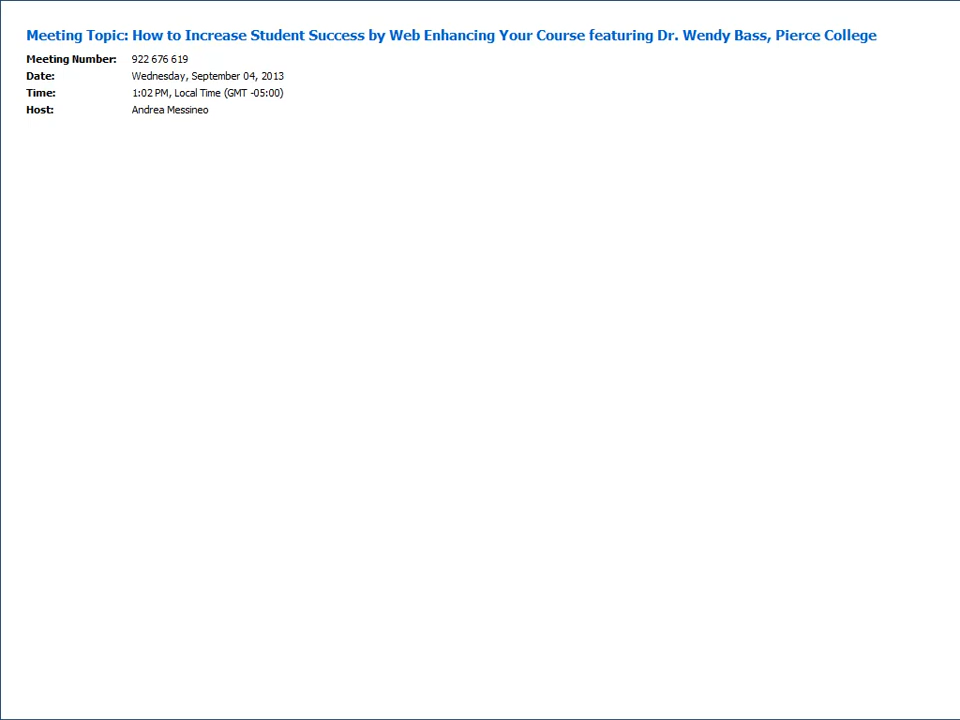 Meeting Topic: How to Increase Student Success by Web Enhancing Your Course featuring Dr. Wendy Bass, Pierce College
Meeting Number: 922 676 619
Date: Wednesday, September 04, 2013
Time: 1:02 PM, Local Time (GMT -05:00)
Host: Andrea Messineo